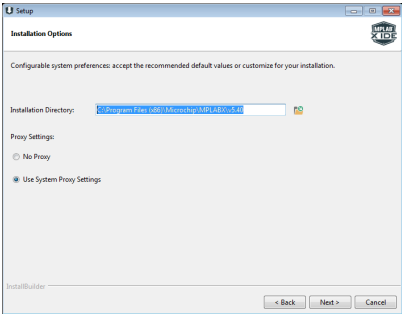 Setup
Installation Options
MPLAB
X IDE
Configurable system preferences: accept the recommended default values or customize for your installation.
Installation Directory:
C:\Program Files (x86)\Microchip\MPLABX\v5.40
Proxy Settings:
No Proxy
Use System Proxy Settings
InstallBuilder
< Back
Next >
Cancel